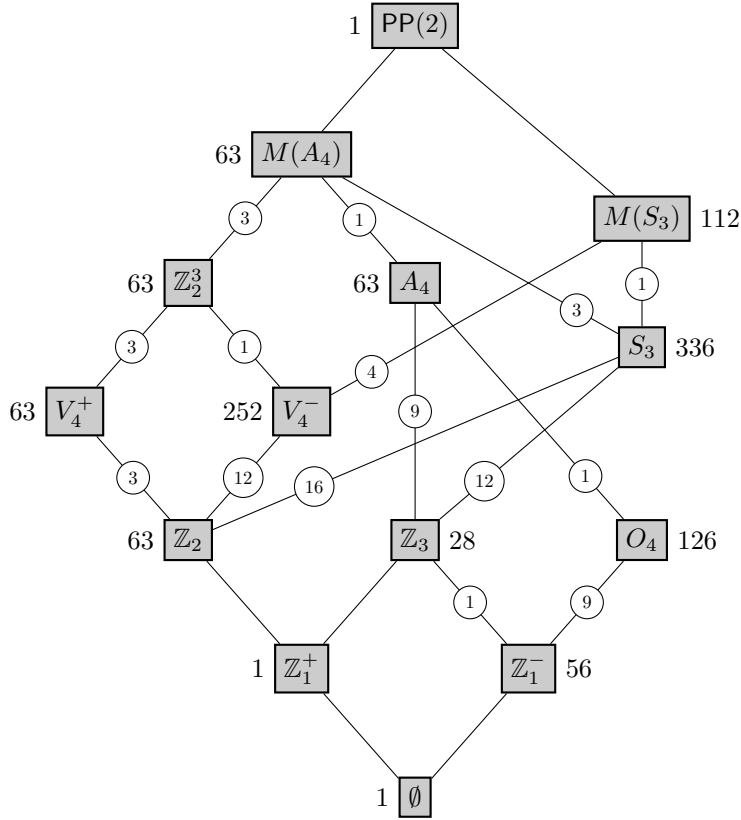 1 PP(2)
63 M(A₄)
M(S₃) 112
3 1
63 ℤ₂³ 63 A₄
1
3
S₃ 336
3 1
4
63 V₄⁺ 252 V₄⁻
9
3 12 16 12 1
63 ℤ₂ ℤ₃ 28 O₄ 126
1 9
1 ℤ₁⁺ ℤ₁⁻ 56
1 ∅